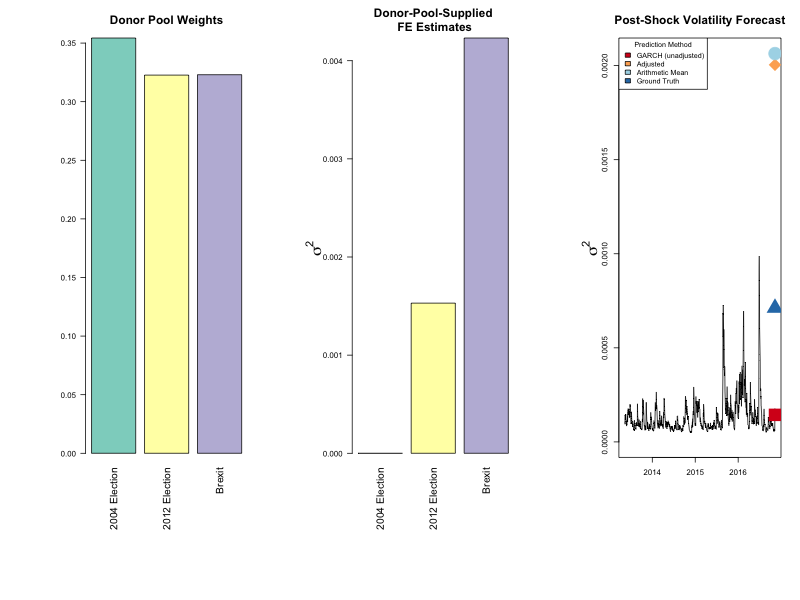 Donor Pool Weights
0.35
0.30
0.25
0.20
0.15
0.10
0.05
0.00
2004 Election
2012 Election
Brexit
Donor-Pool-Supplied
FE Estimates
σ²
0.004
0.003
0.002
0.001
0.000
2004 Election
2012 Election
Brexit
Post-Shock Volatility Forecast
Prediction Method
GARCH (unadjusted)
Adjusted
Arithmetic Mean
Ground Truth
σ²
0.0020
0.0015
0.0010
0.0005
0.0000
2014 2015 2016